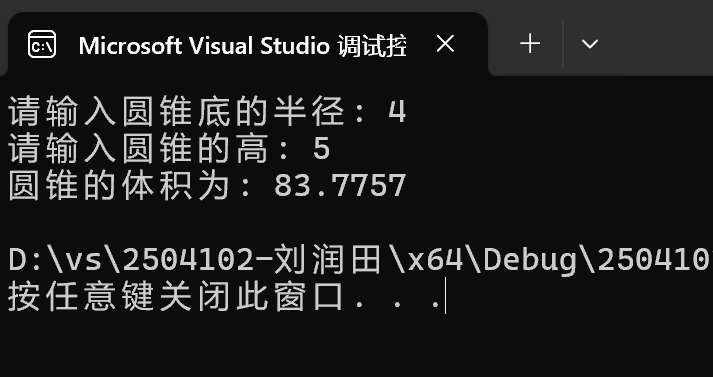 Microsoft Visual Studio 调试控
请输入圆锥底的半径: 4
请输入圆锥的高: 5
圆锥的体积为: 83.7757
D:\vs\2504102-刘润田\x64\Debug\250410
按任意键关闭此窗口. . .